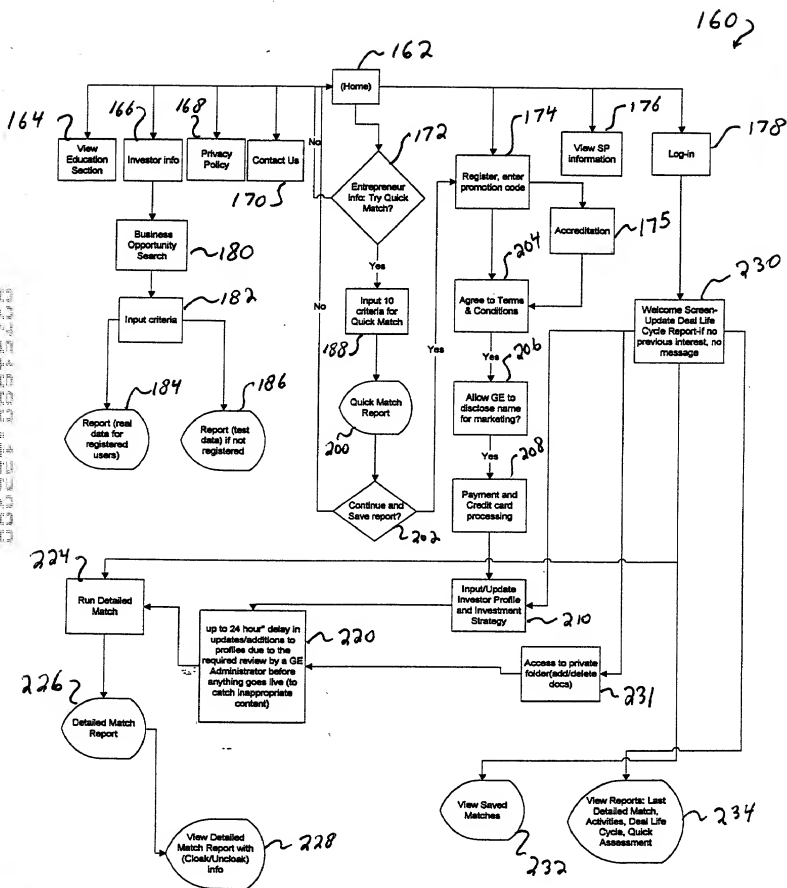 160
162
(Home)
164
166
168
174
176
178
172
View
Education
Section
Investor info
Privacy
Policy
Contact Us
170
No
Entrepreneur
info: Try Quick
Match?
Register, enter
promotion code
View SP
information
Log-in
Accreditation
175
Business
Opportunity
Search
180
Yes
204
Agree to Terms
& Conditions
230
Welcome Screen-
Update Deal Life
Cycle Report-if no
previous interest, no
message
Input criteria
182
No
Input 10
criteria for
Quick Match
188
Yes
Yes
206
184
186
Report (real
data for
registered
users)
Report (test
data) if not
registered
Quick Match
Report
200
Allow GE to
disclose name
for marketing?
Yes
208
Continue and
Save report?
202
Payment and
Credit card
processing
224
Run Detailed
Match
up to 24 hour" delay in
updates/additions to
profiles due to the
required review by a GE
Administrator before
anything goes live (to
catch inappropriate
content)
220
Input/Update
Investor Profile
and Investment
Strategy
210
Access to private
folder(add/delete
docs)
231
226
Detailed Match
Report
View Detailed
Match Report with
(Cloak/Uncloak)
info
228
View Saved
Matches
232
View Reports: Last
Detailed Match,
Activities, Deal Life
Cycle, Quick
Assessment
234